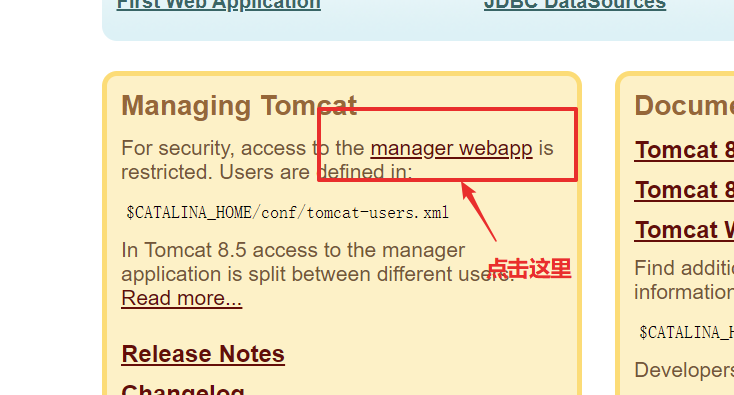 First Web Application
JDBC DataSources
Managing Tomcat
For security, access to the manager webapp is
restricted. Users are defined in:
$CATALINA_HOME/conf/tomcat-users.xml
In Tomcat 8.5 access to the manager
application is split between different users.
Read more...
Release Notes
Changelog
点击这里
Docume
Tomcat 8
Tomcat 8
Tomcat W
Find additio
information
$CATALINA_H
Developers